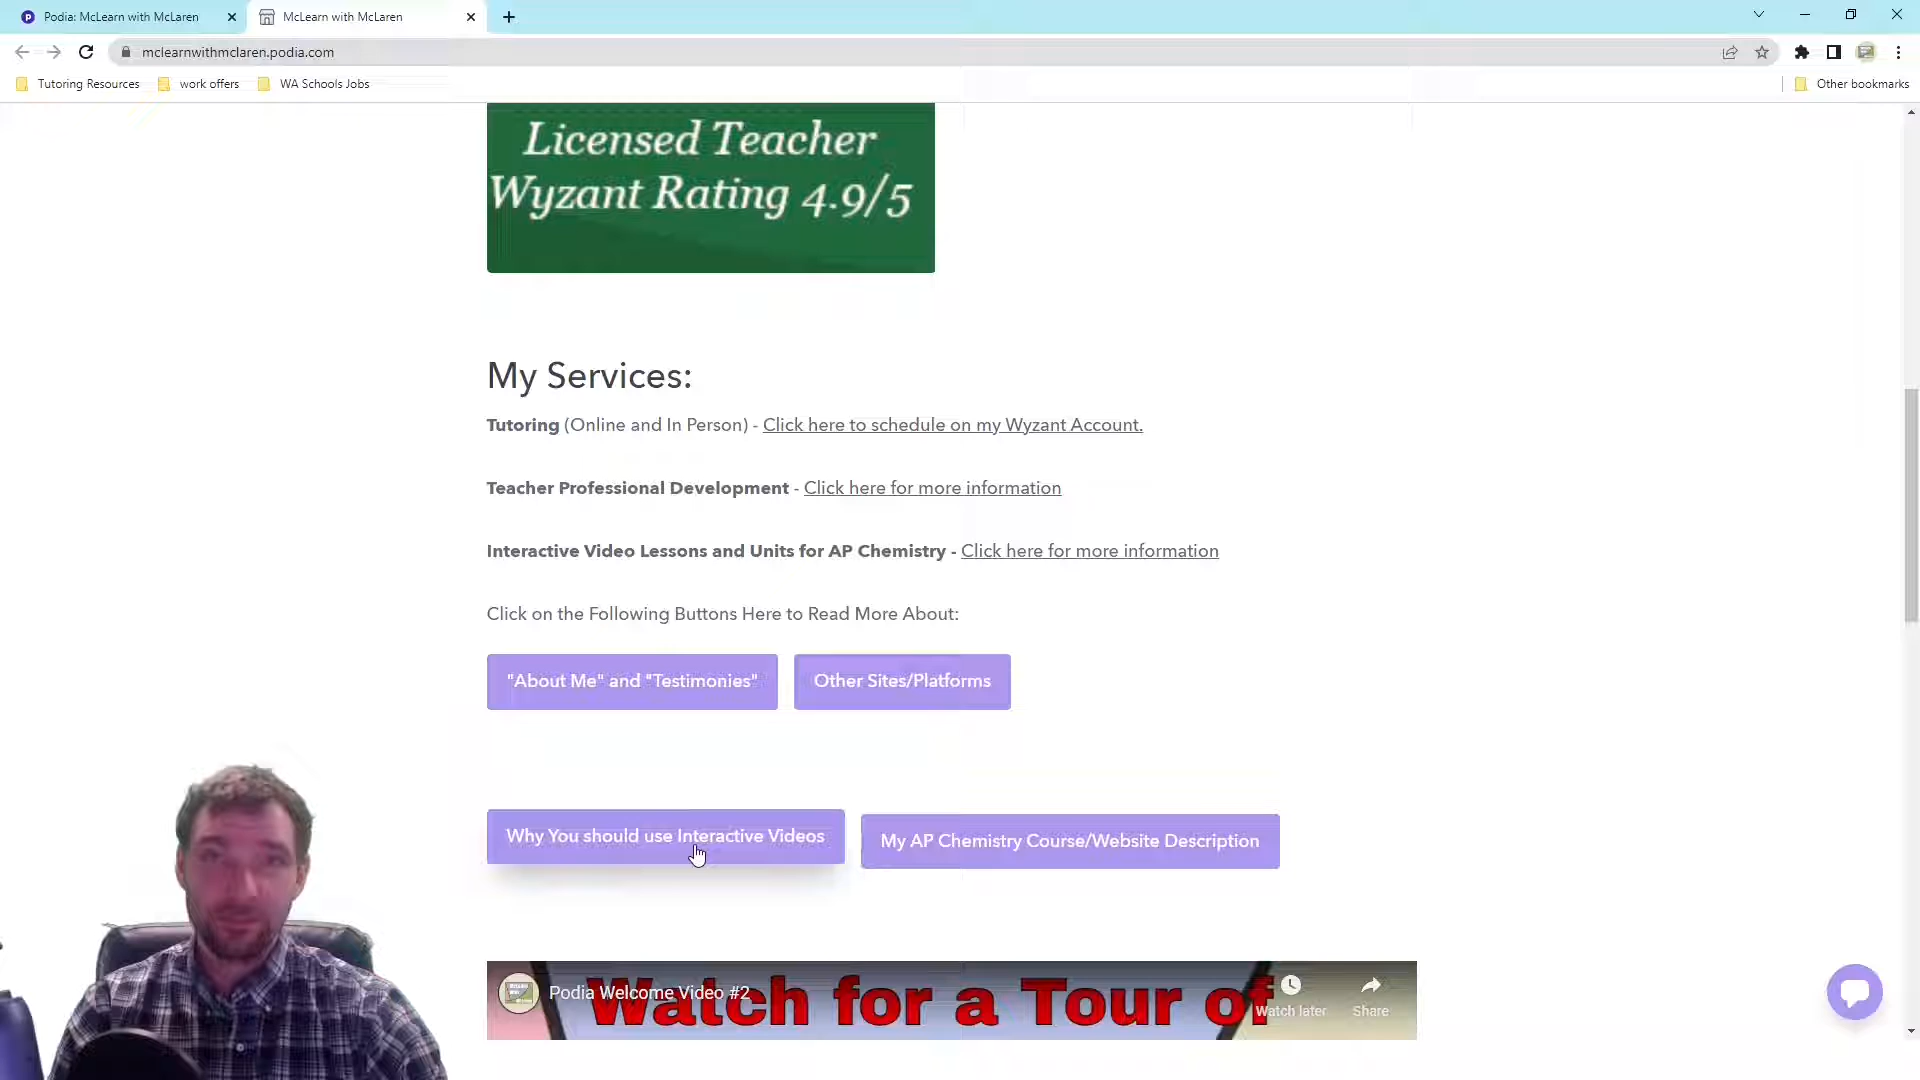 Podia: McLearn with McLaren
McLearn with McLaren
mclearnwithmclaren.podia.com
Tutoring Resources
work offers
WA Schools Jobs
Other bookmarks
Licensed Teacher
Wyzant Rating 4.9/5
My Services:
Tutoring (Online and In Person) - Click here to schedule on my Wyzant Account.
Teacher Professional Development - Click here for more information
Interactive Video Lessons and Units for AP Chemistry - Click here for more information
Click on the Following Buttons Here to Read More About:
"About Me" and "Testimonies"
Other Sites/Platforms
Why You should use Interactive Videos
My AP Chemistry Course/Website Description
Podia Welcome Video #2
Watch for a Tour of
Watch later
Share